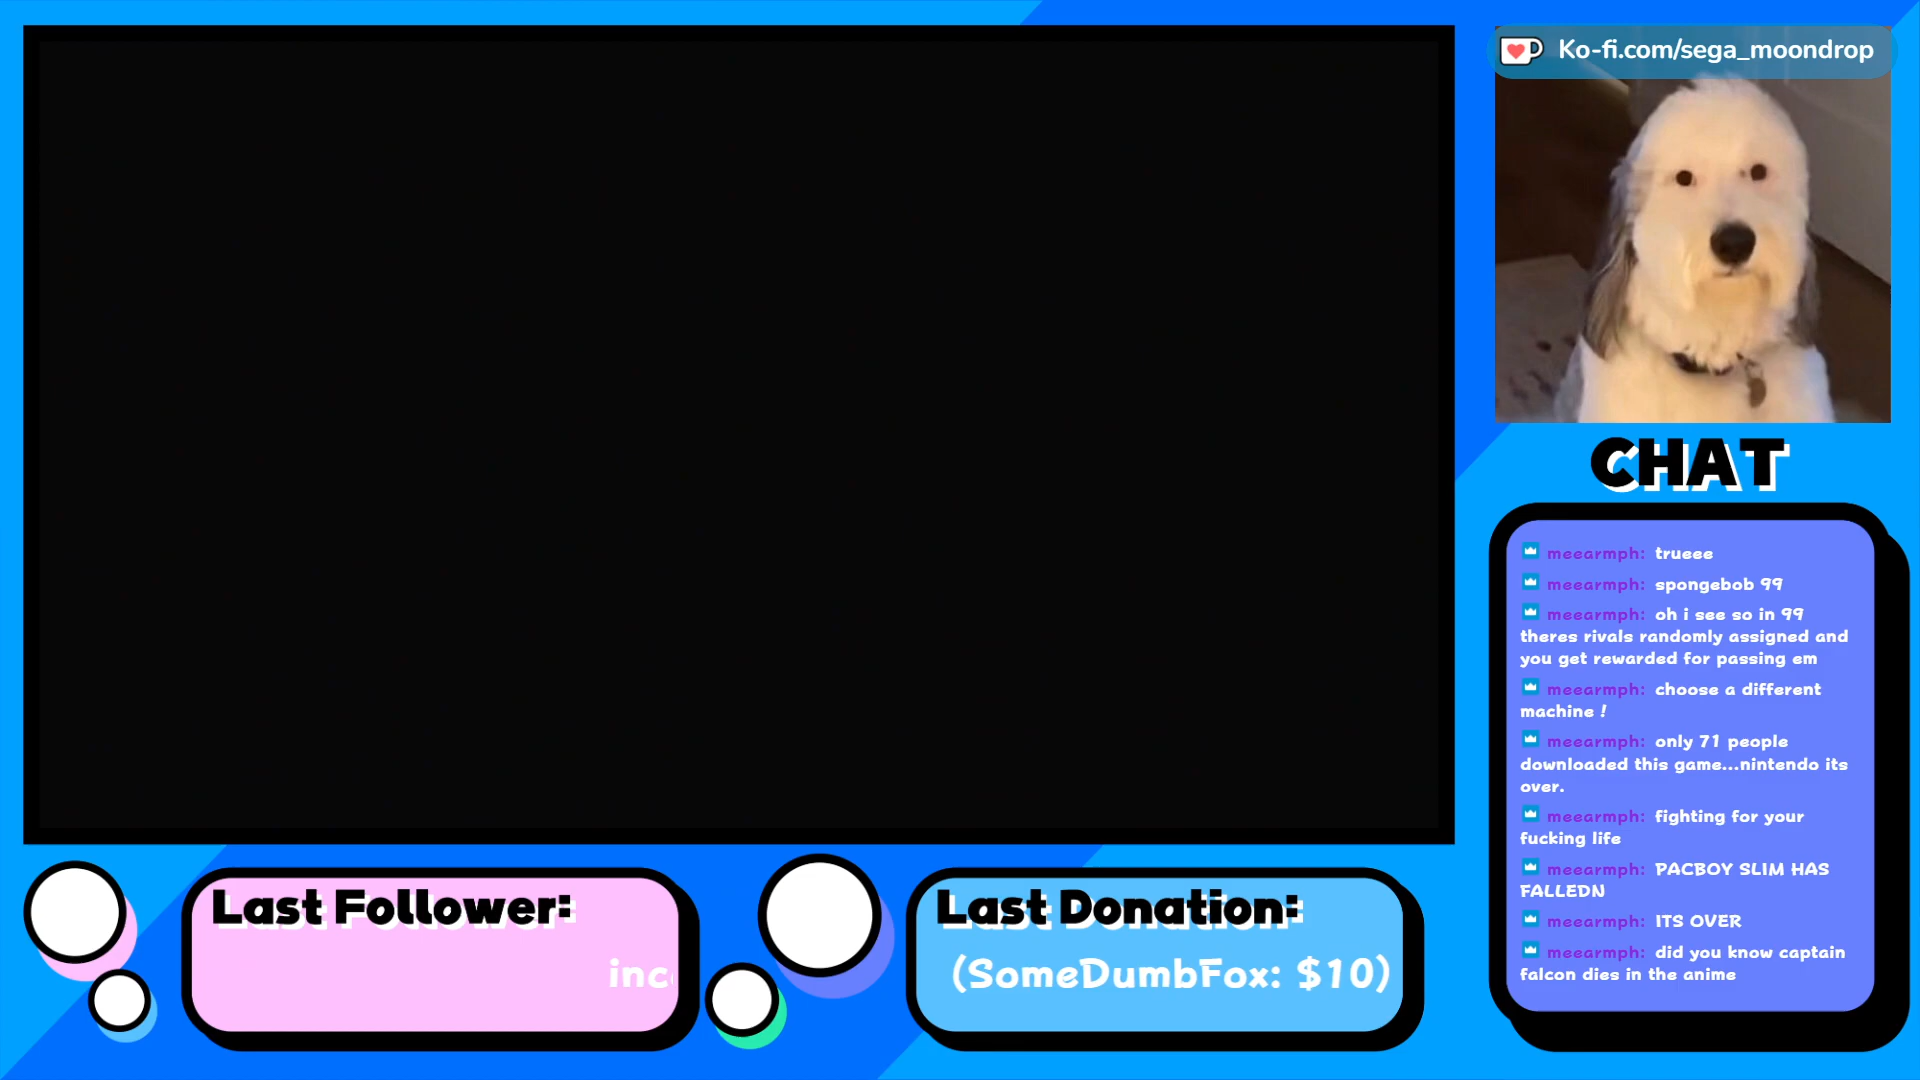 Ko-fi.com/sega_moondrop
CHAT
meearmph: trueee
meearmph: spongebob 99
meearmph: oh i see so in 99
theres rivals randomly assigned and
you get rewarded for passing em
meearmph: choose a different
machine !
meearmph: only 71 people
downloaded this game...nintendo its
over.
meearmph: fighting for your
fucking life
meearmph: PACBOY SLIM HAS
FALLEDN
meearmph: ITS OVER
meearmph: did you know captain
falcon dies in the anime
Last Follower:
inc
Last Donation:
(SomeDumbFox: $10)